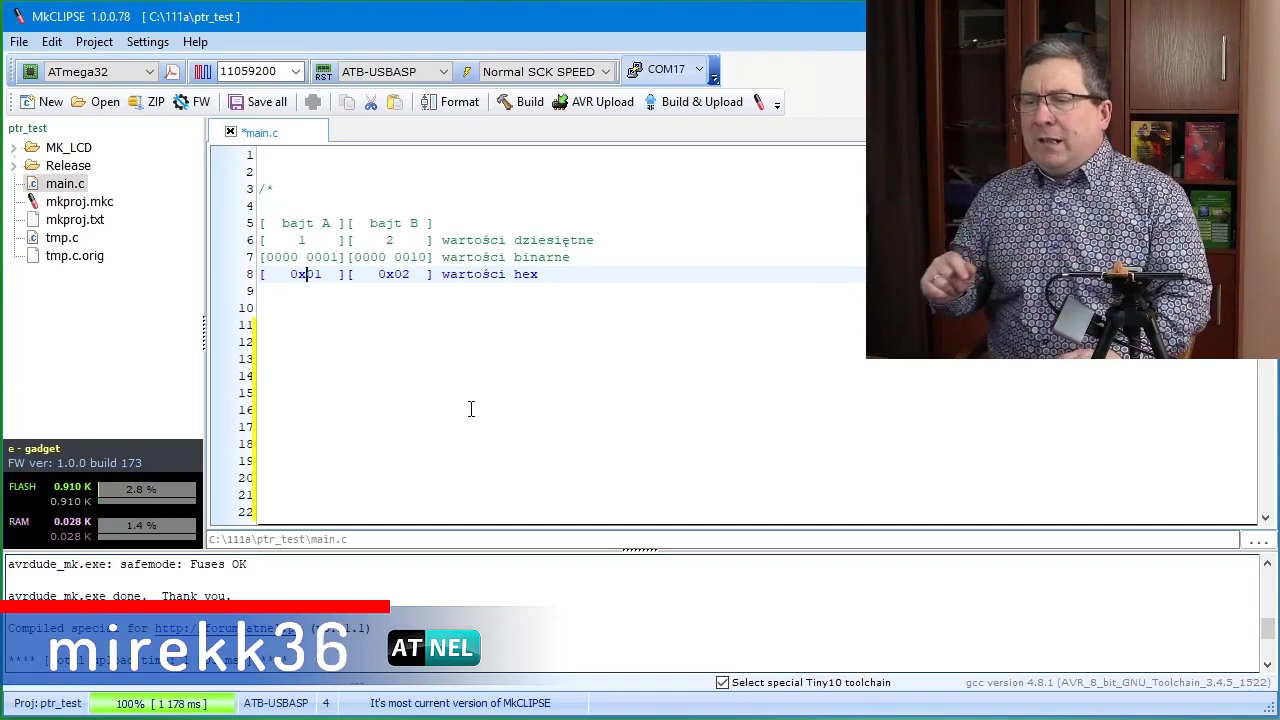 MkCLIPSE 1.0.0.78 [ C:\111a\ptr_test ]
File Edit Project Settings Help
ATmega32 11059200 RST ATB-USBASP Normal SCK SPEED COM17
New Open ZIP FW Save all Format Build AVR Upload Build & Upload
ptr_test
MK_LCD
Release
main.c
mkproj.mkc
mkproj.txt
tmp.c
tmp.c.orig
*main.c
1
2
3 /*
4
5 [ bajt A ][ bajt B ]
6 [ 1 ][ 2 ] wartości dziesiętne
7 [0000 0001][0000 0010] wartości binarne
8 [ 0x01 ][ 0x02 ] wartości hex
9
10
11
12
13
14
15
16
17
18
19
20
21
22
e - gadget
FW ver: 1.0.0 build 173
FLASH 0.910 K 2.8 %
0.910 K
RAM 0.028 K 1.4 %
0.028 K
C:\111a\ptr_test\main.c
...
avrdude_mk.exe: safemode: Fuses OK
avrdude_mk.exe done. Thank you.
Compiled special for
mirekk36 ATNEL
Select special Tiny10 toolchain gcc version 4.8.1 (AVR_8_bit_GNU_Toolchain_3.4.5_1522)
Proj: ptr_test 100% [ 1 178 ms ] ATB-USBASP 4 It's most current version of MkCLIPSE